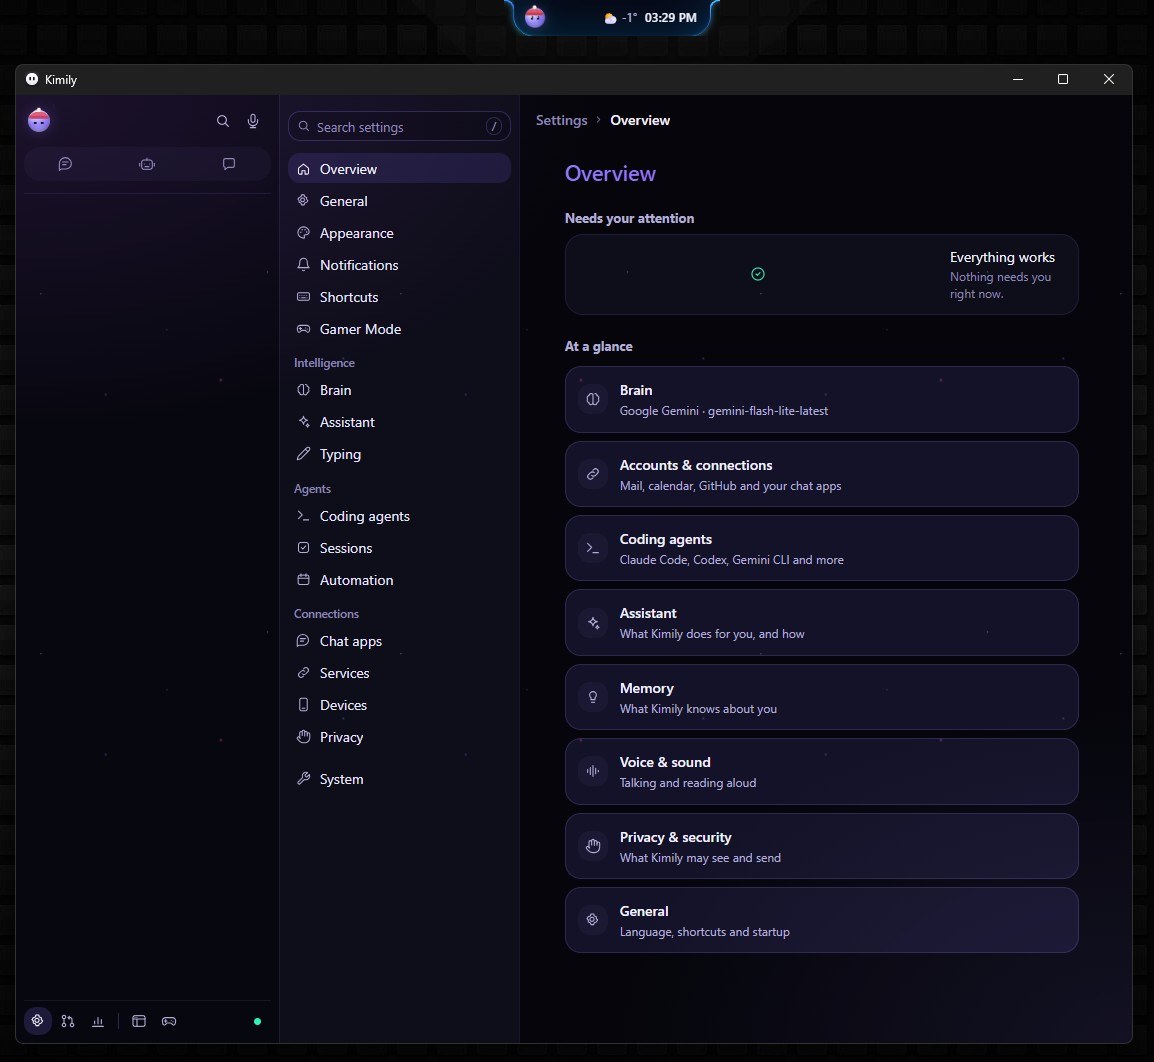 -1° 03:29 PM
Kimily
Search settings /
Overview
General
Appearance
Notifications
Shortcuts
Gamer Mode
Intelligence
Brain
Assistant
Typing
Agents
Coding agents
Sessions
Automation
Connections
Chat apps
Services
Devices
Privacy
System
Settings › Overview
Overview
Needs your attention
Everything works
Nothing needs you
right now.
At a glance
Brain
Google Gemini · gemini-flash-lite-latest
Accounts & connections
Mail, calendar, GitHub and your chat apps
Coding agents
Claude Code, Codex, Gemini CLI and more
Assistant
What Kimily does for you, and how
Memory
What Kimily knows about you
Voice & sound
Talking and reading aloud
Privacy & security
What Kimily may see and send
General
Language, shortcuts and startup